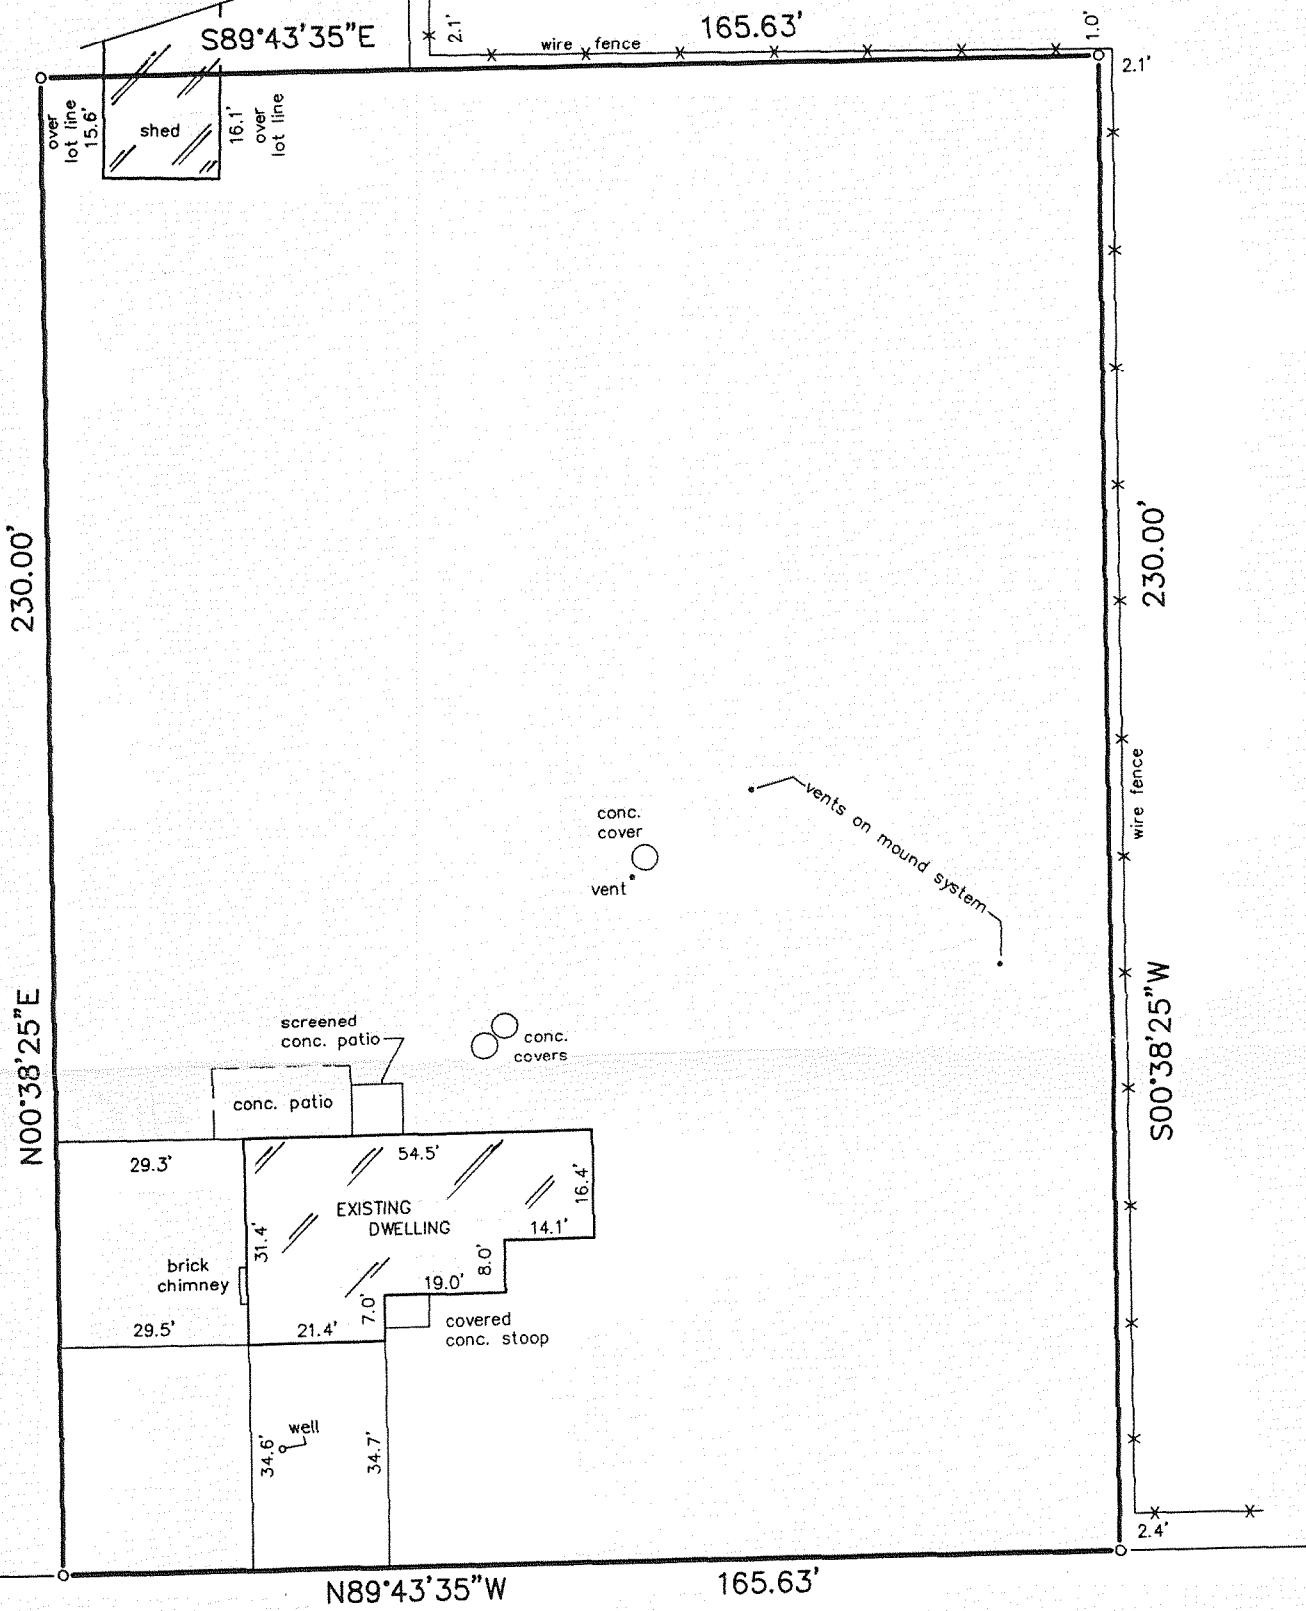 S89°43'35"E
2.1'
wire fence
165.63'
1.0'
2.1'
over
lot line
15.6'
shed
16.1'
over
lot line
230.00'
230.00'
wire fence
conc.
cover
vent
vents on mound system
N00°38'25"E
S00°38'25"W
screened
conc. patio
conc.
covers
conc. patio
29.3'
54.5'
16.4'
EXISTING
DWELLING
14.1'
31.4'
8.0'
brick
chimney
19.0'
7.0'
29.5'
21.4'
covered
conc. stoop
well
34.6'
34.7'
2.4'
N89°43'35"W
165.63'